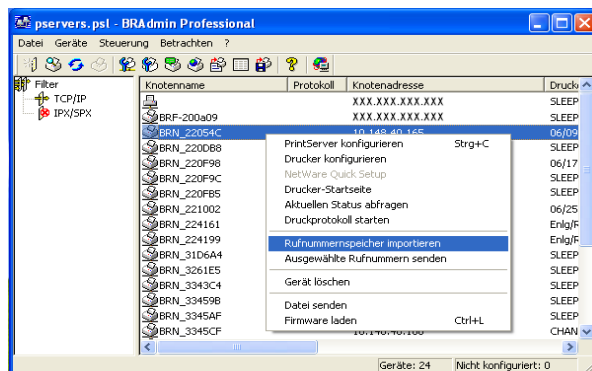 pservers.psl - BRAdmin Professional
Datei Geräte Steuerung Betrachten ?
Filter
TCP/IP
IPX/SPX
Knotenname Protokoll Knotenadresse
XXX.XXX.XXX.XXX SLEEP
BRF-200a09 XXX.XXX.XXX.XXX SLEEP
BRN_22054C 10.148.40.165 06/09
BRN_220DB8 SLEEP
BRN_220F98 06/17
BRN_220F9C SLEEP
BRN_220FB5 SLEEP
BRN_221002 06/25
BRN_224161 Enlg/F
BRN_224199 Enlg/F
BRN_31D6A4 SLEEP
BRN_3261E5 SLEEP
BRN_3343C4 SLEEP
BRN_33459B SLEEP
BRN_3345AF SLEEP
BRN_3345CF CHAN
PrintServer konfigurieren Strg+C
Drucker konfigurieren
NetWare Quick Setup
Drucker-Startseite
Aktuellen Status abfragen
Druckprotokoll starten
Rufnummernspeicher importieren
Ausgewählte Rufnummern senden
Gerät löschen
Datei senden
Firmware laden Ctrl+L
Geräte: 24 Nicht konfiguriert: 0